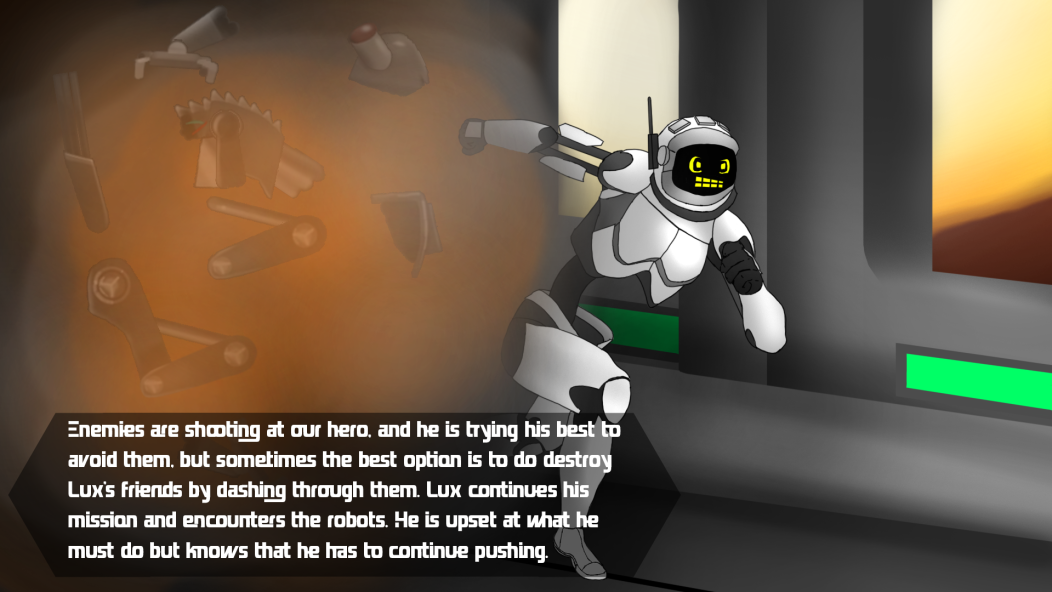 Enemies are shooting at our hero, and he is trying his best to
avoid them, but sometimes the best option is to do destroy
Lux's friends by dashing through them. Lux continues his
mission and encounters the robots. He is upset at what he
must do but knows that he has to continue pushing.